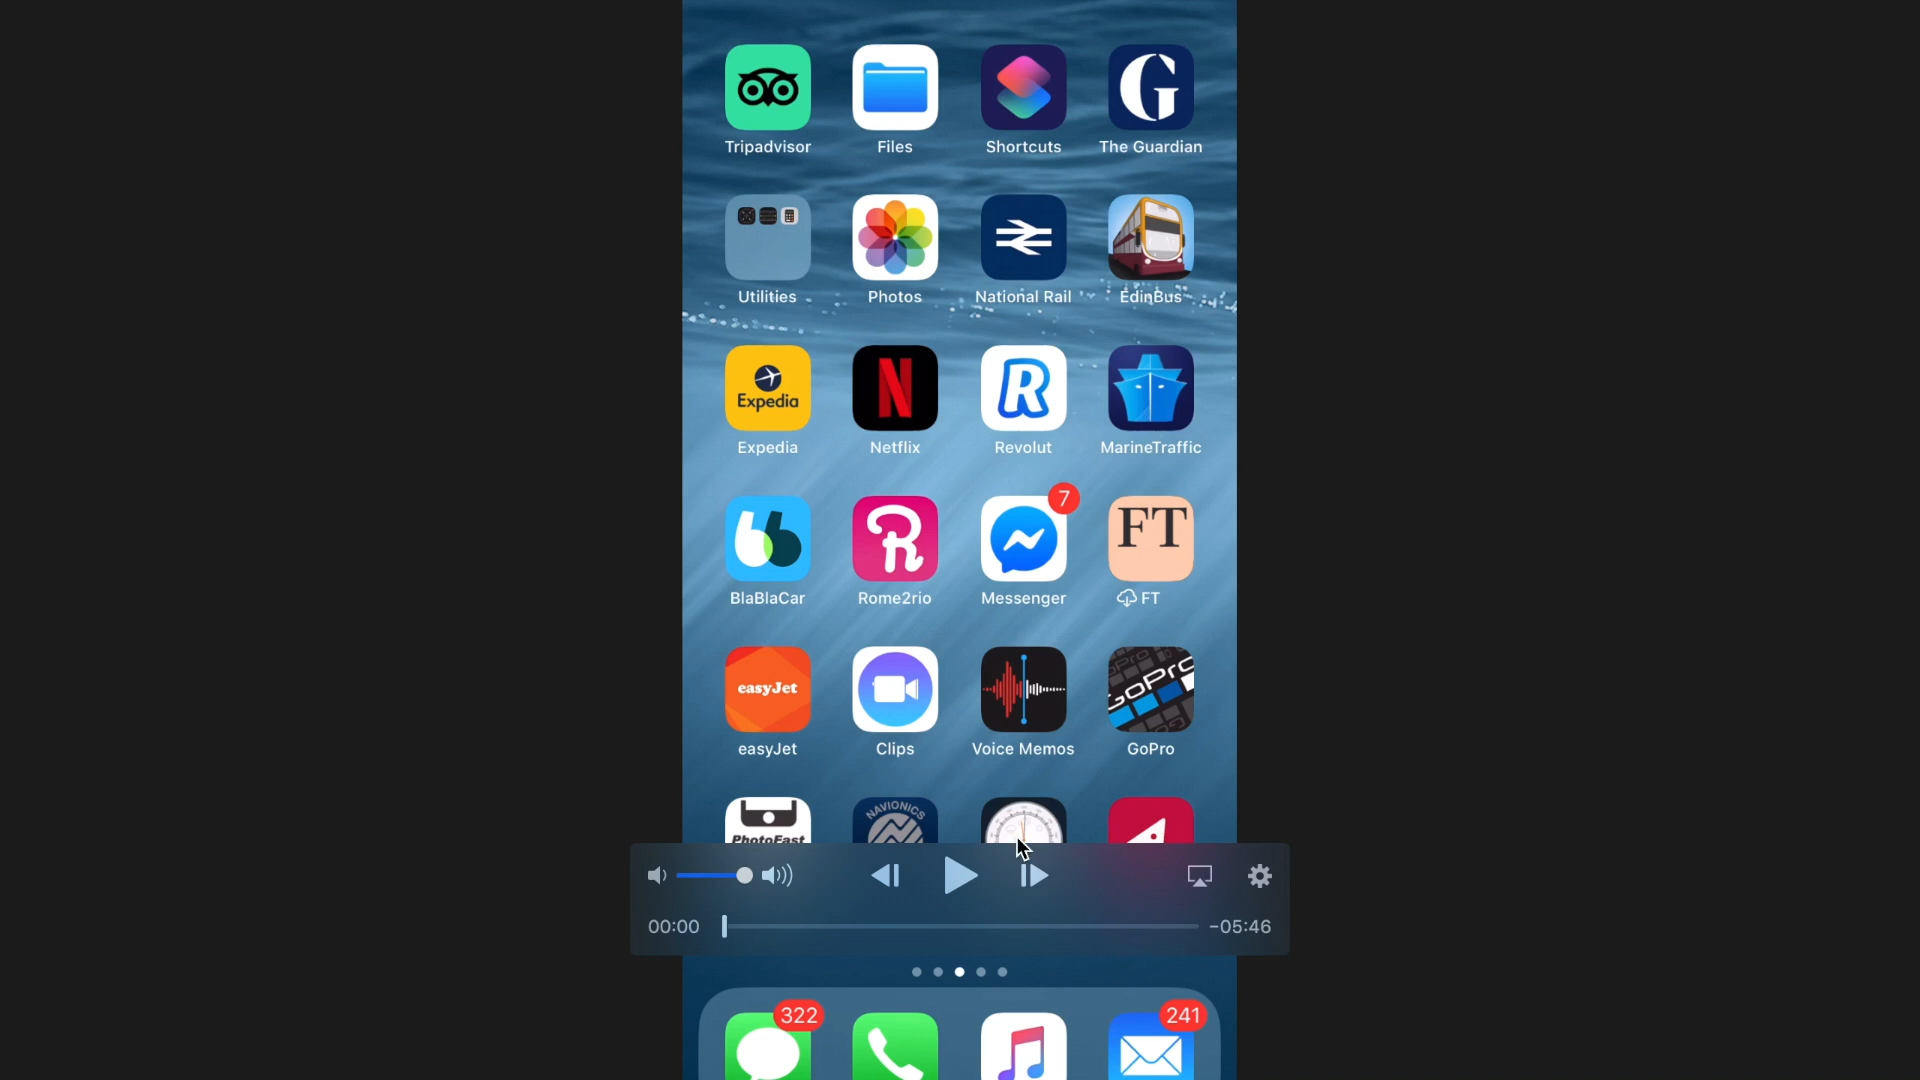 Tripadvisor Files Shortcuts The Guardian
Utilities Photos National Rail EdinBus
Expedia
Expedia Netflix Revolut MarineTraffic
7
FT
BlaBlaCar Rome2rio Messenger FT
easyJet
GoPro
easyJet Clips Voice Memos GoPro
NAVIONICS
PhotoFast
00:00 -05:46
322 241